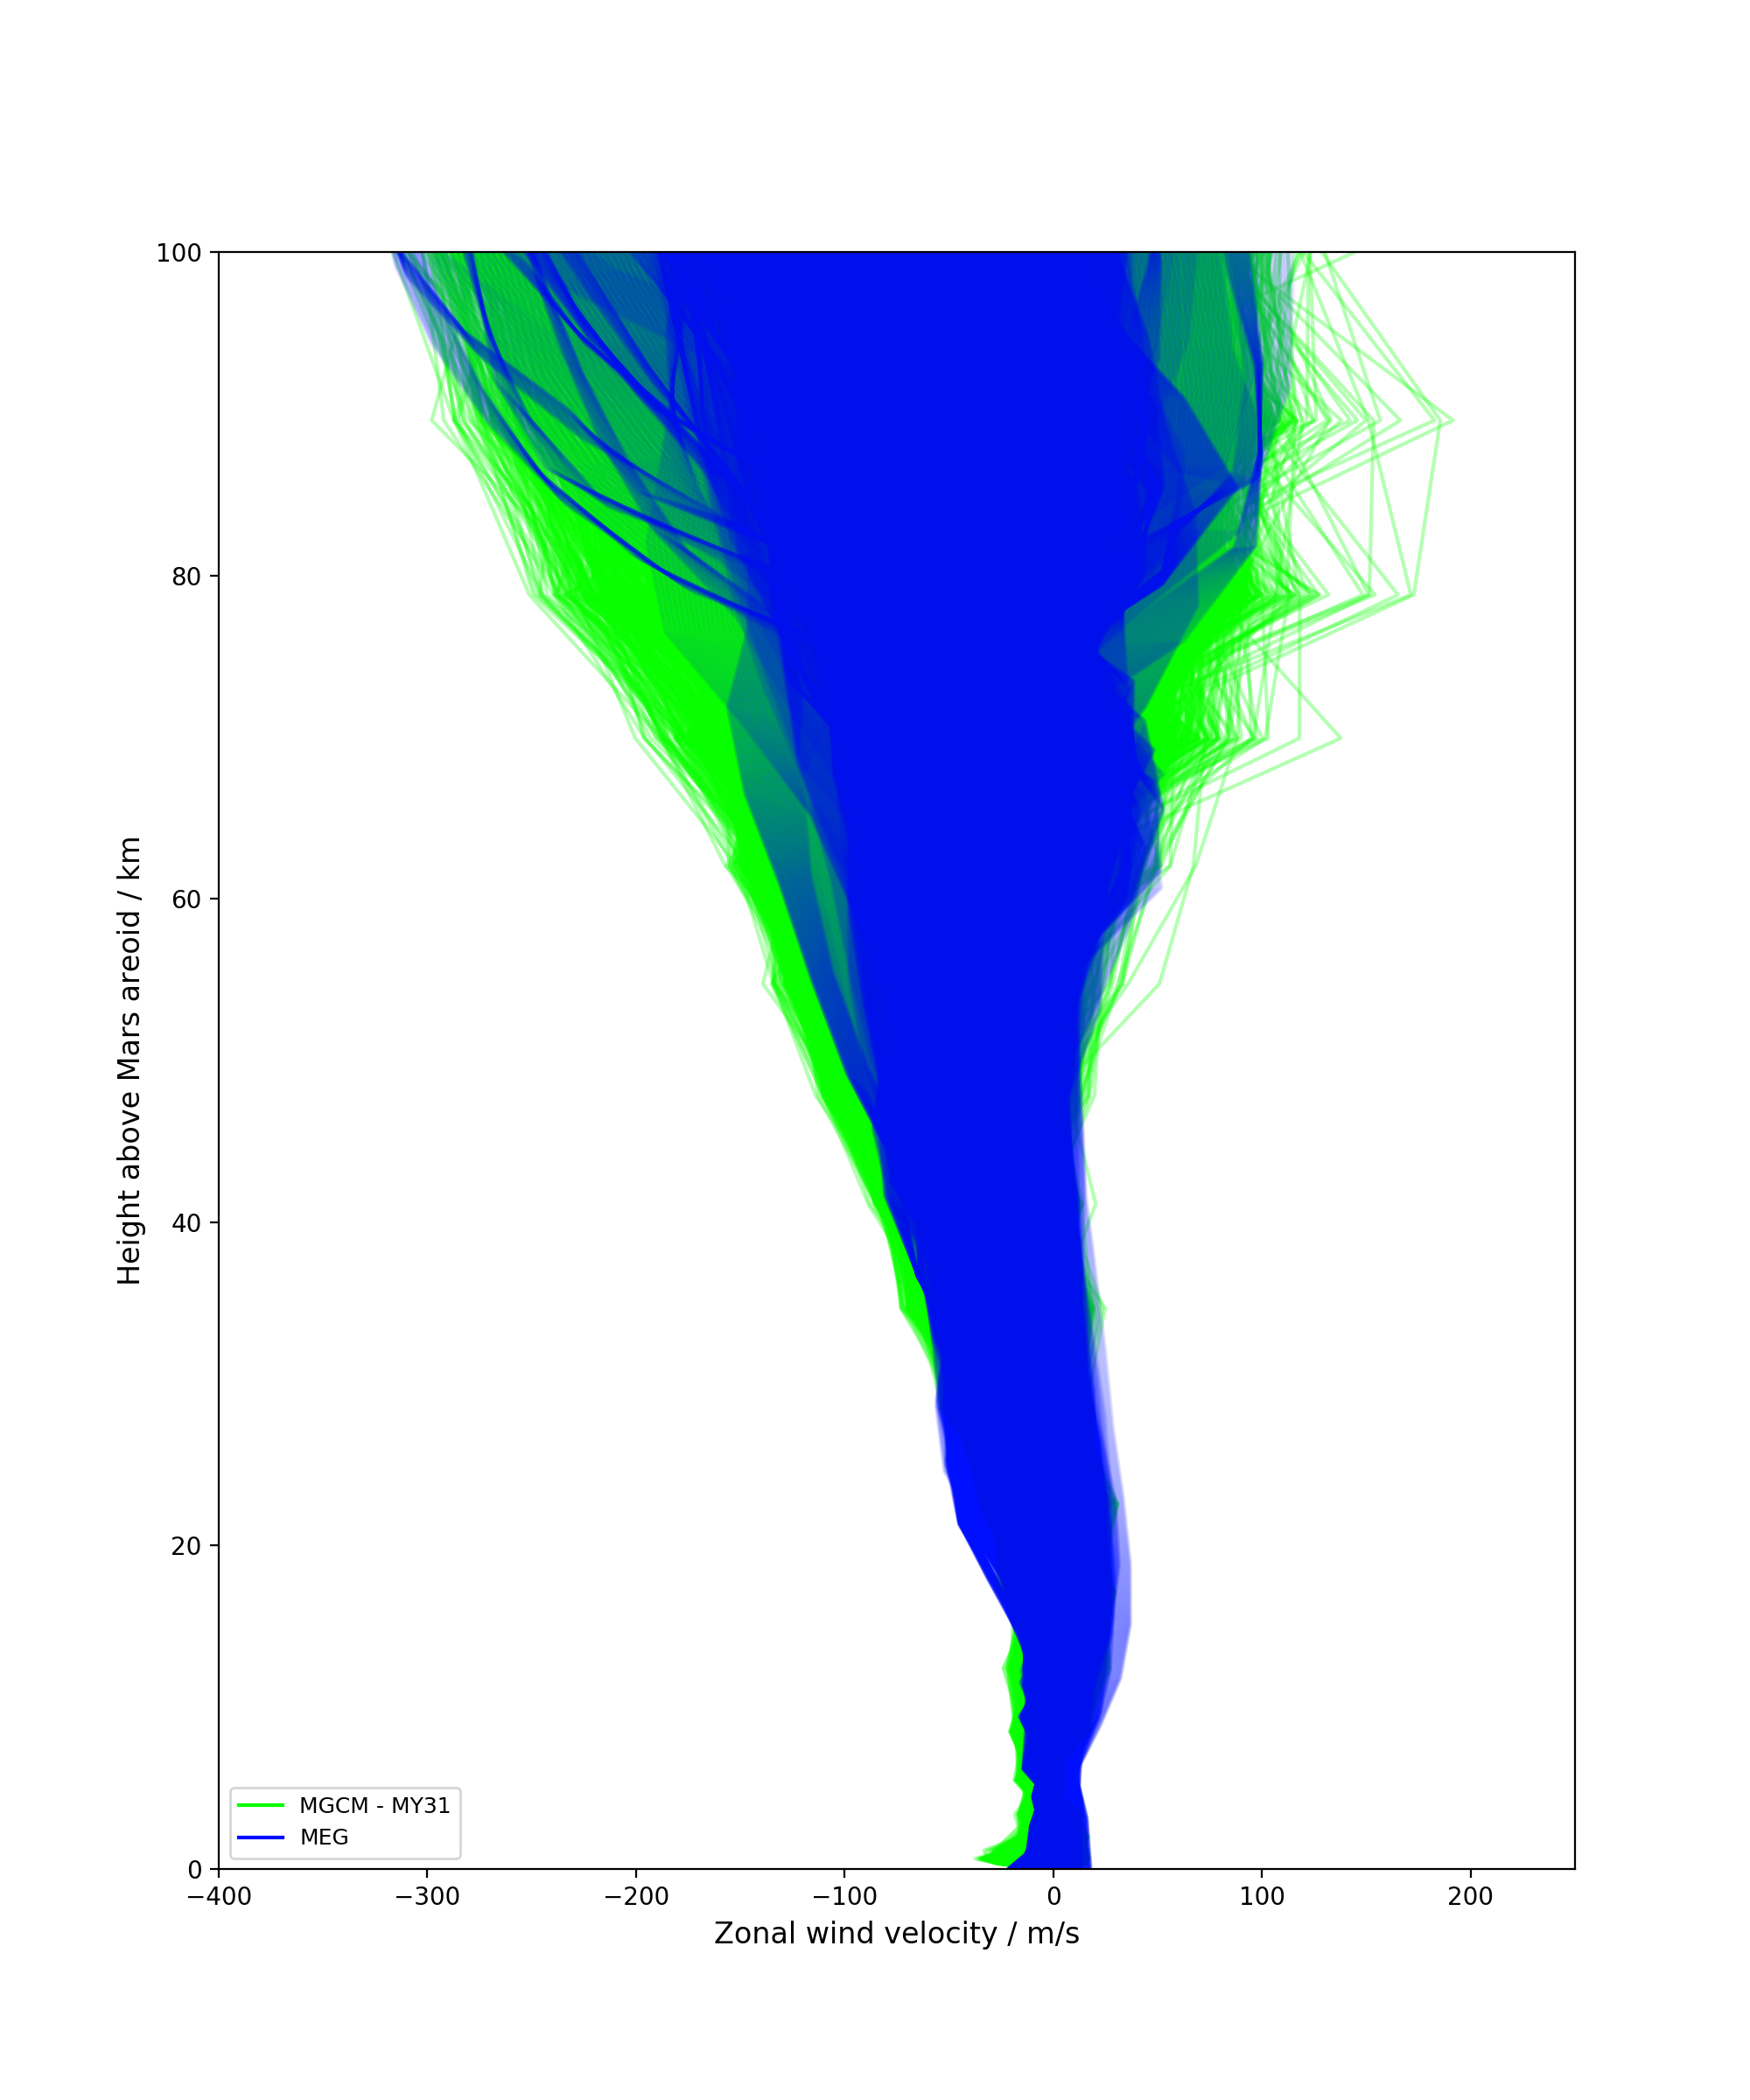 100
80
60
40
20
0
Height above Mars areoid / km
MGCM - MY31
MEG
−400 −300 −200 −100 0 100 200
Zonal wind velocity / m/s